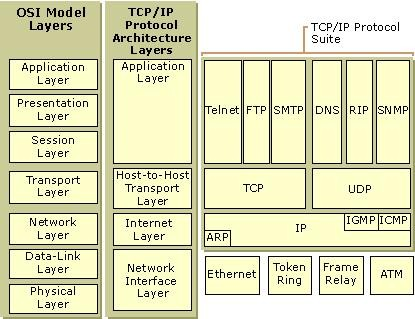 OSI Model
Layers
Application
Layer
Presentation
Layer
Session
Layer
Transport
Layer
Network
Layer
Data-Link
Layer
Physical
Layer
TCP/IP
Protocol
Architecture
Layers
Application
Layer
Host-to-Host
Transport
Layer
Internet
Layer
Network
Interface
Layer
TCP/IP Protocol
Suite
Telnet
FTP
SMTP
DNS
RIP
SNMP
TCP
UDP
ARP
IP
IGMP
ICMP
Ethernet
Token
Ring
Frame
Relay
ATM